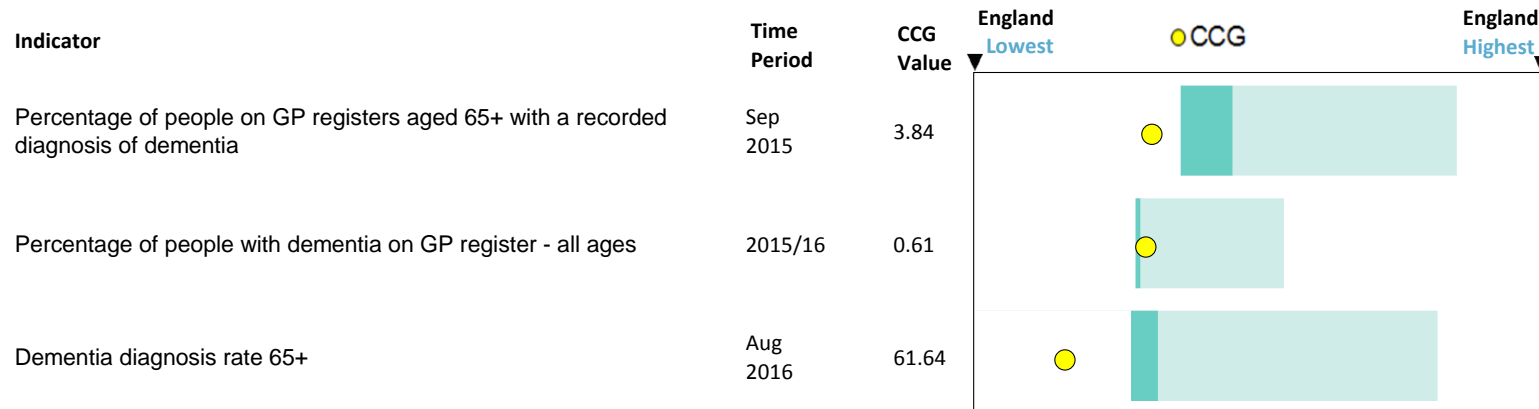 Indicator
Time
Period
CCG
Value
England
Lowest
CCG
England
Highest
Percentage of people on GP registers aged 65+ with a recorded
diagnosis of dementia
Sep
2015
3.84
Percentage of people with dementia on GP register - all ages
2015/16
0.61
Dementia diagnosis rate 65+
Aug
2016
61.64